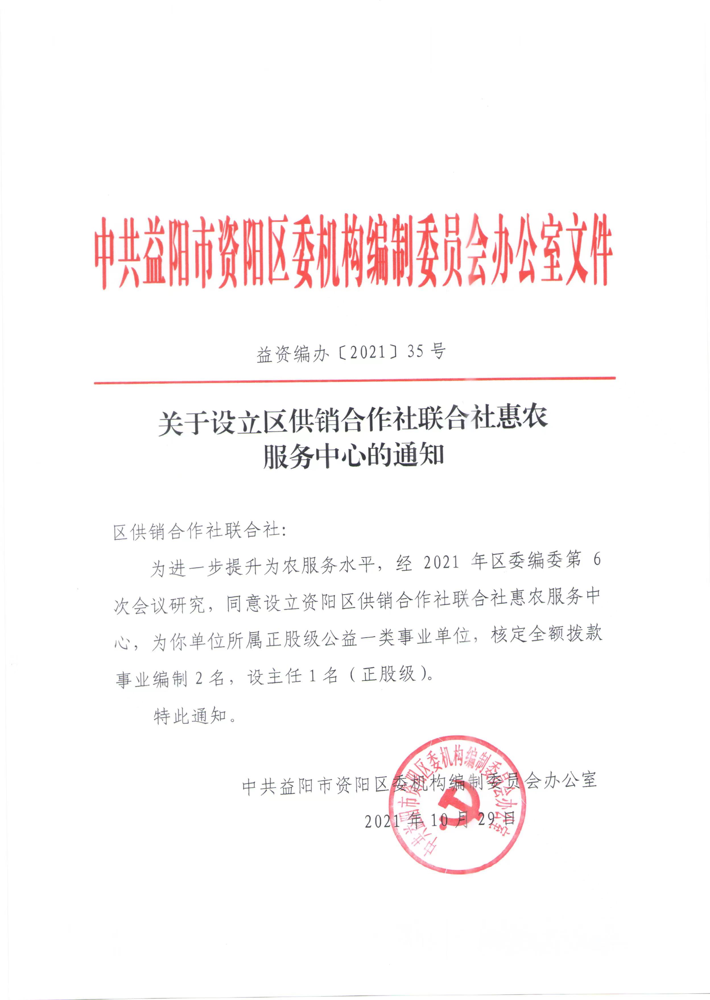 中共益阳市资阳区委机构编制委员会办公室文件
益资编办〔2021〕35号
关于设立区供销合作社联合社惠农
服务中心的通知
区供销合作社联合社:
为进一步提升为农服务水平，经 2021 年区委编委第 6
次会议研究，同意设立资阳区供销合作社联合社惠农服务中
心，为你单位所属正股级公益一类事业单位，核定全额拨款
事业编制2名，设主任1名（正股级）。
特此通知。
中共益阳市资阳区委机构编制委员会办公室
2021年10月29日
中共益阳市资阳区委机构编制委员会办公室